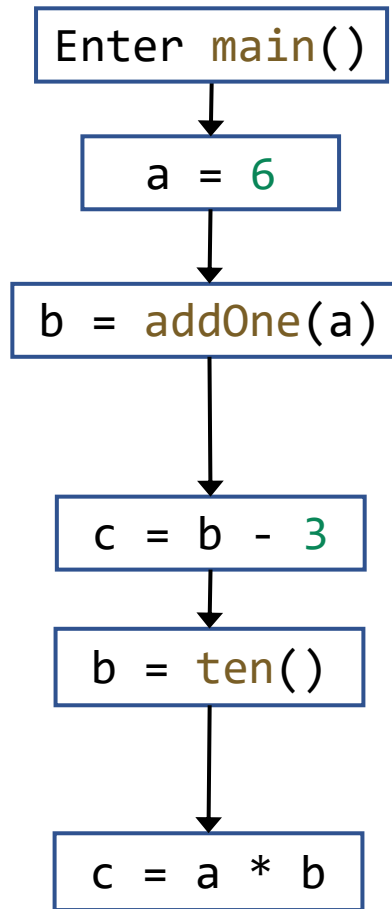 Enter main()
a = 6
b = addOne(a)
c = b - 3
b = ten()
c = a * b